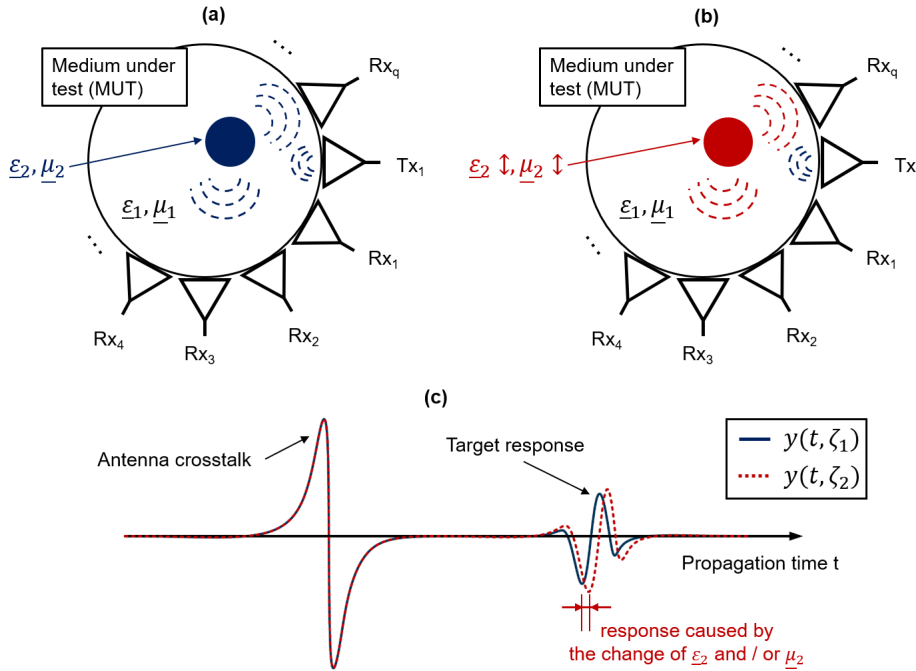 (a)
Medium under
test (MUT)
ε₂, μ₂
ε₁, μ₁
Rx_q
Tx₁
Rx₁
Rx₂
Rx₃
Rx₄
(b)
Medium under
test (MUT)
ε₂ ↕, μ₂ ↕
ε₁, μ₁
Rx_q
Tx
Rx₁
Rx₂
Rx₃
Rx₄
(c)
Antenna crosstalk
Target response
y(t, ζ₁)
y(t, ζ₂)
Propagation time t
response caused by
the change of ε₂ and / or μ₂